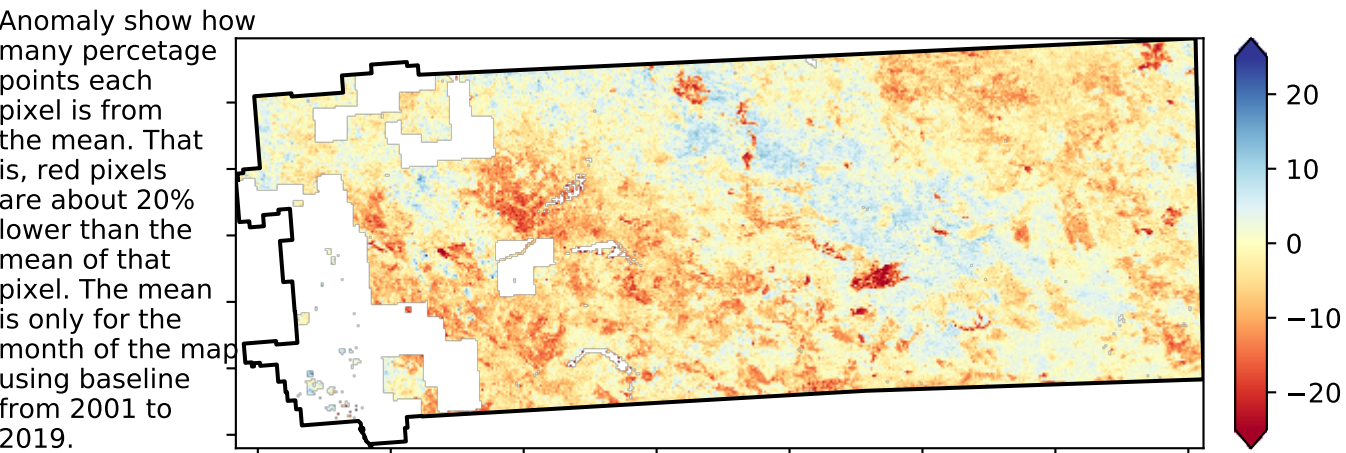 Anomaly show how
many percetage
points each
pixel is from
the mean. That
is, red pixels
are about 20%
lower than the
mean of that
pixel. The mean
is only for the
month of the map
using baseline
from 2001 to
2019.
20
10
0
−10
−20